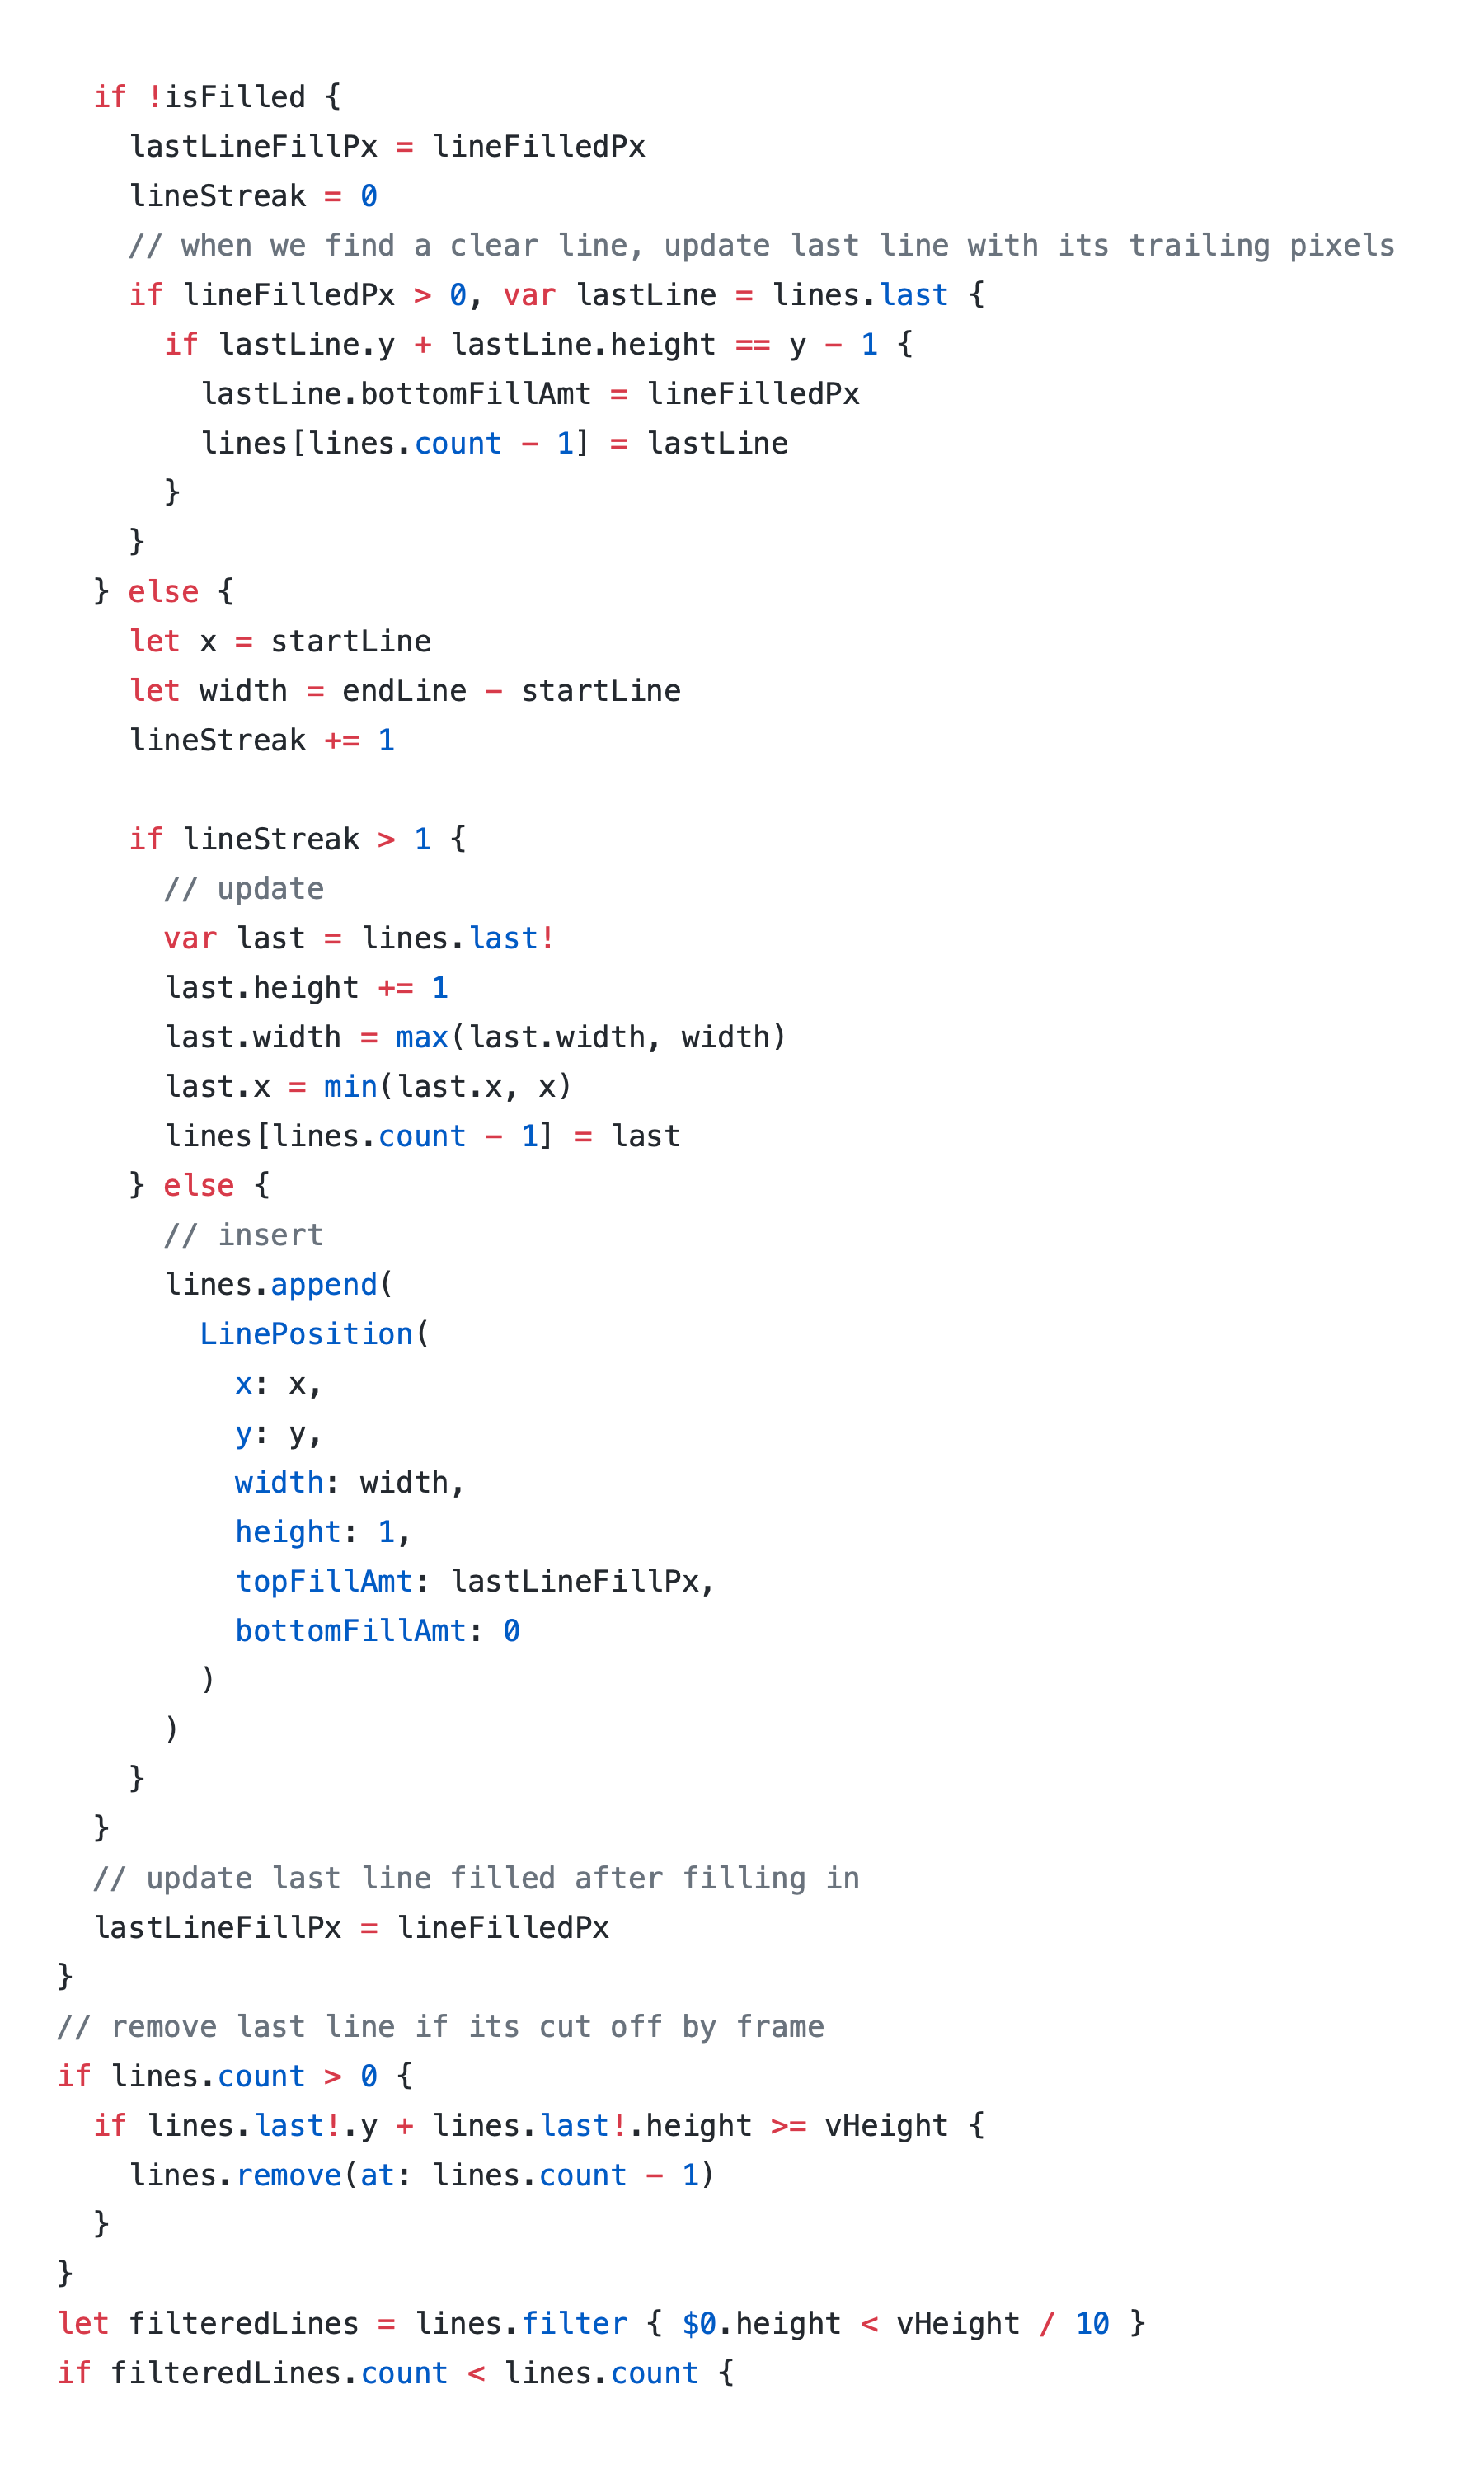 if !isFilled {
lastLineFillPx = lineFilledPx
lineStreak = 0
// when we find a clear line, update last line with its trailing pixels
if lineFilledPx > 0, var lastLine = lines.last {
if lastLine.y + lastLine.height == y - 1 {
lastLine.bottomFillAmt = lineFilledPx
lines[lines.count - 1] = lastLine
}
}
} else {
let x = startLine
let width = endLine - startLine
lineStreak += 1
if lineStreak > 1 {
// update
var last = lines.last!
last.height += 1
last.width = max(last.width, width)
last.x = min(last.x, x)
lines[lines.count - 1] = last
} else {
// insert
lines.append(
LinePosition(
x: x,
y: y,
width: width,
height: 1,
topFillAmt: lastLineFillPx,
bottomFillAmt: 0
)
)
}
}
// update last line filled after filling in
lastLineFillPx = lineFilledPx
}
// remove last line if its cut off by frame
if lines.count > 0 {
if lines.last!.y + lines.last!.height >= vHeight {
lines.remove(at: lines.count - 1)
}
}
let filteredLines = lines.filter { $0.height < vHeight / 10 }
if filteredLines.count < lines.count {